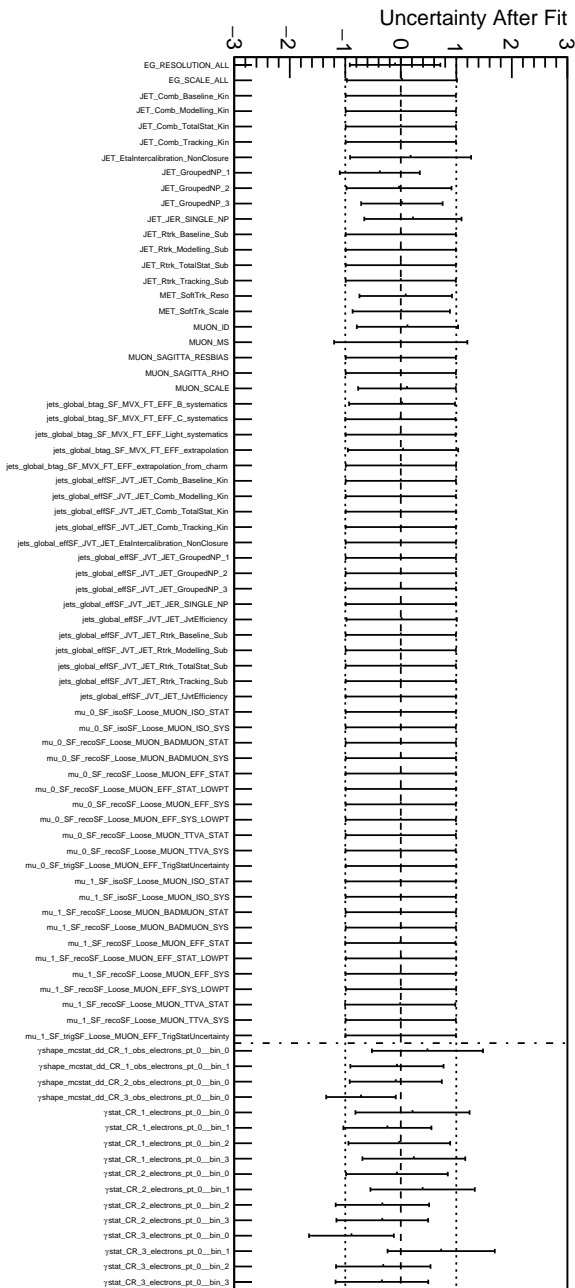 Uncertainty After Fit
−3 −2 −1 0 1 2 3
EG_RESOLUTION_ALL
EG_SCALE_ALL
JET_Comb_Baseline_Kin
JET_Comb_Modelling_Kin
JET_Comb_TotalStat_Kin
JET_Comb_Tracking_Kin
JET_EtaIntercalibration_NonClosure
JET_GroupedNP_1
JET_GroupedNP_2
JET_GroupedNP_3
JET_JER_SINGLE_NP
JET_Rtrk_Baseline_Sub
JET_Rtrk_Modelling_Sub
JET_Rtrk_TotalStat_Sub
JET_Rtrk_Tracking_Sub
MET_SoftTrk_Reso
MET_SoftTrk_Scale
MUON_ID
MUON_MS
MUON_SAGITTA_RESBIAS
MUON_SAGITTA_RHO
MUON_SCALE
jets_global_btag_SF_MVX_FT_EFF_B_systematics
jets_global_btag_SF_MVX_FT_EFF_C_systematics
jets_global_btag_SF_MVX_FT_EFF_Light_systematics
jets_global_btag_SF_MVX_FT_EFF_extrapolation
jets_global_btag_SF_MVX_FT_EFF_extrapolation_from_charm
jets_global_effSF_JVT_JET_Comb_Baseline_Kin
jets_global_effSF_JVT_JET_Comb_Modelling_Kin
jets_global_effSF_JVT_JET_Comb_TotalStat_Kin
jets_global_effSF_JVT_JET_Comb_Tracking_Kin
jets_global_effSF_JVT_JET_EtaIntercalibration_NonClosure
jets_global_effSF_JVT_JET_GroupedNP_1
jets_global_effSF_JVT_JET_GroupedNP_2
jets_global_effSF_JVT_JET_GroupedNP_3
jets_global_effSF_JVT_JET_JER_SINGLE_NP
jets_global_effSF_JVT_JET_JvtEfficiency
jets_global_effSF_JVT_JET_Rtrk_Baseline_Sub
jets_global_effSF_JVT_JET_Rtrk_Modelling_Sub
jets_global_effSF_JVT_JET_Rtrk_TotalStat_Sub
jets_global_effSF_JVT_JET_Rtrk_Tracking_Sub
jets_global_effSF_JVT_JET_fJvtEfficiency
mu_0_SF_isoSF_Loose_MUON_ISO_STAT
mu_0_SF_isoSF_Loose_MUON_ISO_SYS
mu_0_SF_recoSF_Loose_MUON_BADMUON_STAT
mu_0_SF_recoSF_Loose_MUON_BADMUON_SYS
mu_0_SF_recoSF_Loose_MUON_EFF_STAT
mu_0_SF_recoSF_Loose_MUON_EFF_STAT_LOWPT
mu_0_SF_recoSF_Loose_MUON_EFF_SYS
mu_0_SF_recoSF_Loose_MUON_EFF_SYS_LOWPT
mu_0_SF_recoSF_Loose_MUON_TTVA_STAT
mu_0_SF_recoSF_Loose_MUON_TTVA_SYS
mu_0_SF_trigSF_Loose_MUON_EFF_TrigStatUncertainty
mu_1_SF_isoSF_Loose_MUON_ISO_STAT
mu_1_SF_isoSF_Loose_MUON_ISO_SYS
mu_1_SF_recoSF_Loose_MUON_BADMUON_STAT
mu_1_SF_recoSF_Loose_MUON_BADMUON_SYS
mu_1_SF_recoSF_Loose_MUON_EFF_STAT
mu_1_SF_recoSF_Loose_MUON_EFF_STAT_LOWPT
mu_1_SF_recoSF_Loose_MUON_EFF_SYS
mu_1_SF_recoSF_Loose_MUON_EFF_SYS_LOWPT
mu_1_SF_recoSF_Loose_MUON_TTVA_STAT
mu_1_SF_recoSF_Loose_MUON_TTVA_SYS
mu_1_SF_trigSF_Loose_MUON_EFF_TrigStatUncertainty
γshape_mcstat_dd_CR_1_obs_electrons_pt_0__bin_0
γshape_mcstat_dd_CR_1_obs_electrons_pt_0__bin_1
γshape_mcstat_dd_CR_2_obs_electrons_pt_0__bin_0
γshape_mcstat_dd_CR_3_obs_electrons_pt_0__bin_0
γstat_CR_1_electrons_pt_0__bin_0
γstat_CR_1_electrons_pt_0__bin_1
γstat_CR_1_electrons_pt_0__bin_2
γstat_CR_1_electrons_pt_0__bin_3
γstat_CR_2_electrons_pt_0__bin_0
γstat_CR_2_electrons_pt_0__bin_1
γstat_CR_2_electrons_pt_0__bin_2
γstat_CR_2_electrons_pt_0__bin_3
γstat_CR_3_electrons_pt_0__bin_0
γstat_CR_3_electrons_pt_0__bin_1
γstat_CR_3_electrons_pt_0__bin_2
γstat_CR_3_electrons_pt_0__bin_3